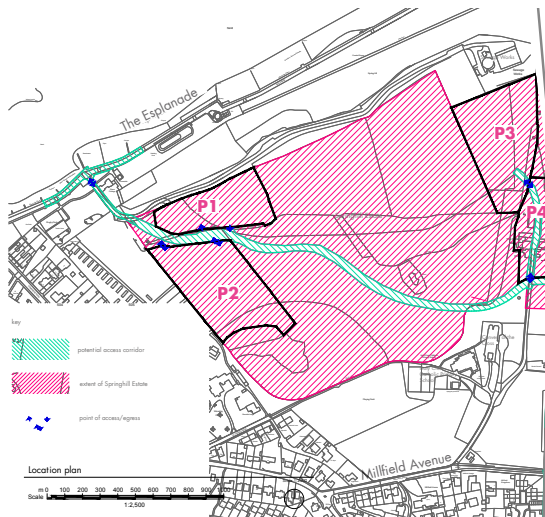 The Esplanade
P3
P1
P4
P2
key
potential access corridor
extent of Springhill Estate
point of access/egress
Location plan
Millfield Avenue
m 0 100 200 300 400 500 600 700 800 900 1000
Scale
1:2,500